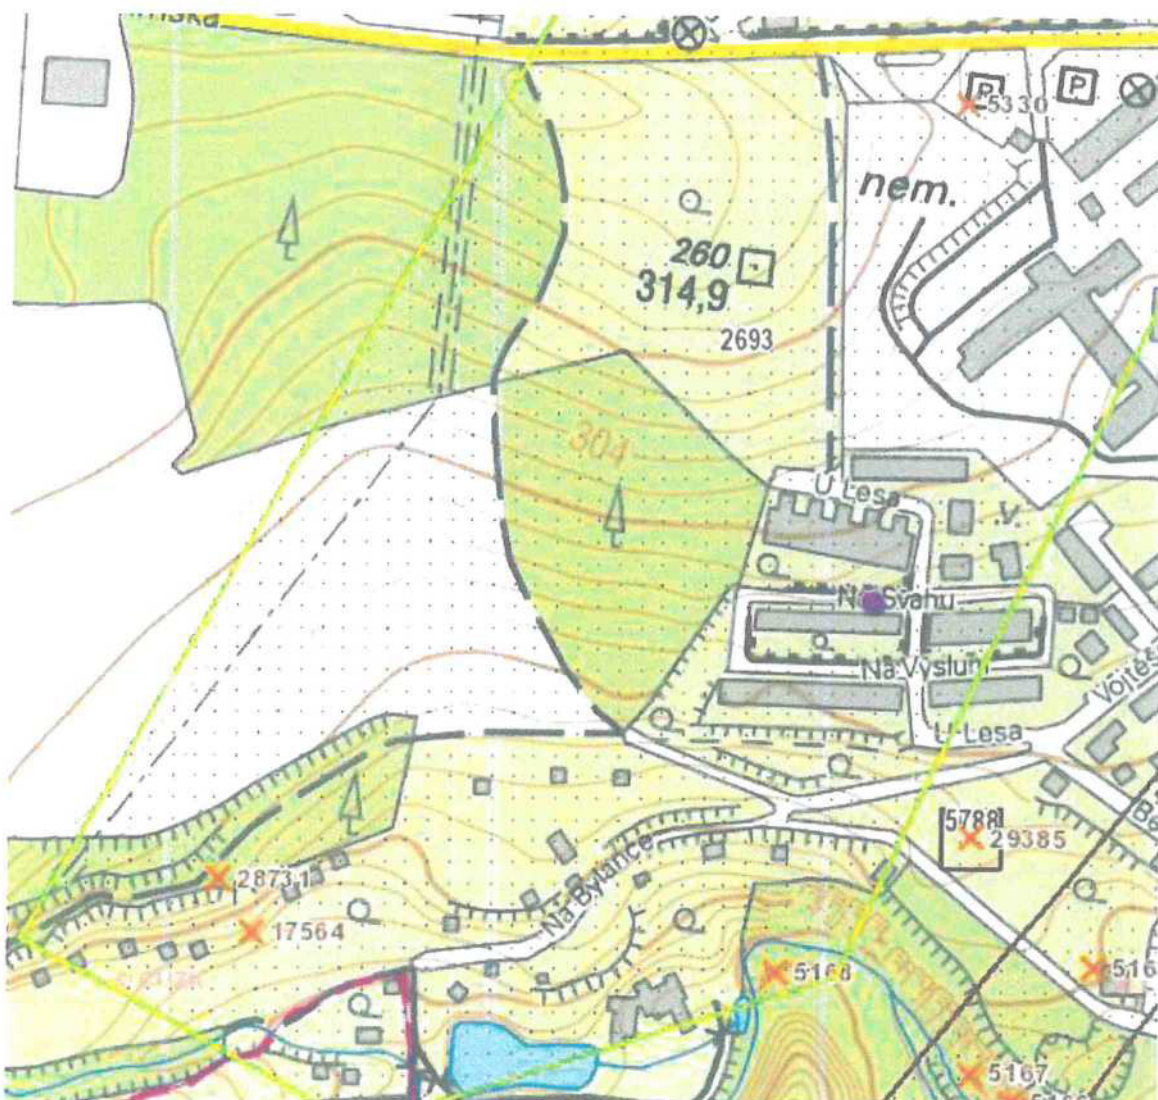 P
P
5330
nem.
260
314,9
2693
304
U Lesa
Na Svahu
Na Výsluní
U Lesa
5788
29385
28731
17564
Na Bylance
5168
5167